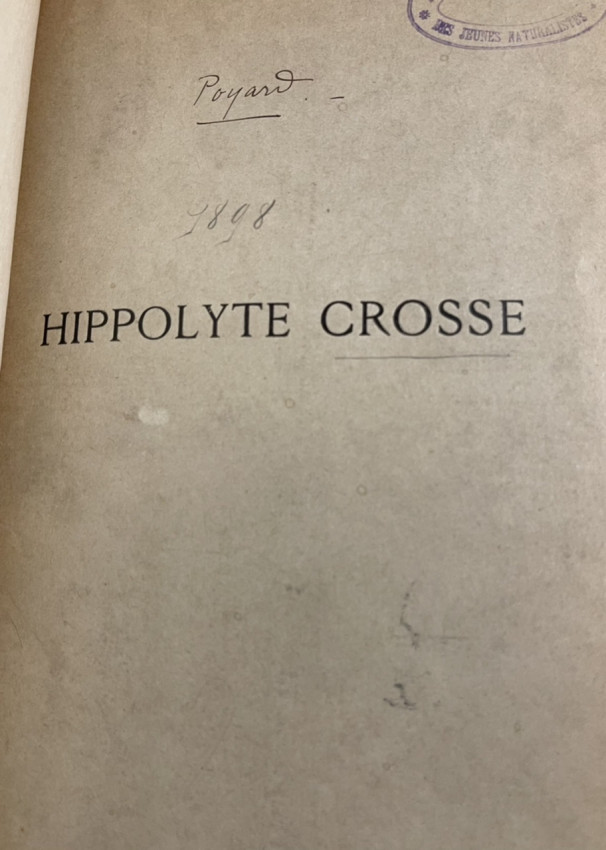 DES JEUNES NATURALISTES
Poyard. –
1898
HIPPOLYTE CROSSE